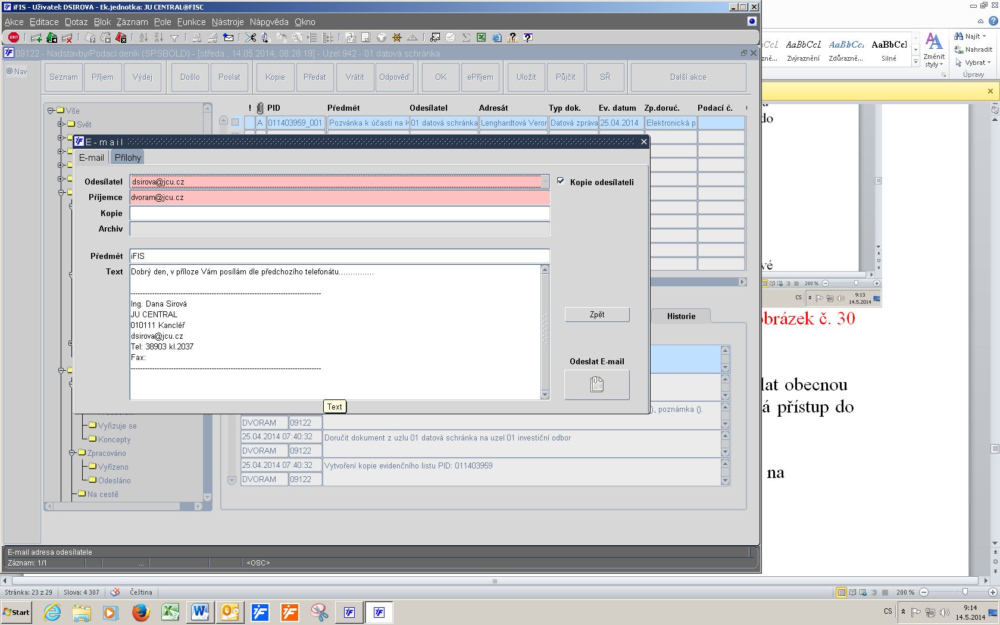 iFIS - Uživatel: DSIROVA - Ek.jednotka: JU CENTRAL@FISC
Akce Editace Dotaz Blok Záznam Pole Funkce Nástroje Nápověda Okno
EXIT
09122 - Nadstavby/Podací deník (SPSBOLD) - [středa , 14.05.2014; 08:28:19] - Uzel:942 - 01 datová schránka
Nav
Seznam Příjem Výdej Došlo Poslat Kopie Předat Vrátit Odpověď OK ePříjem Uložit Půjčit SŘ Další akce
Vše
Svět
! PID Předmět Odesílatel Adresát Typ dok. Ev. datum Zp.doruč. Podací č.
A 011403959_001 Pozvánka k účasti na k 01 datová schránka Lenghardtová Veror Datová zpráva 25.04.2014 Elektronická p
E-mail
E-mail Přílohy
Odesílatel dsirova@jcu.cz Kopie odesílateli
Příjemce dvoram@jcu.cz
Kopie
Archiv
Předmět iFIS
Text Dobrý den, v příloze Vám posílám dle předchozího telefonátu...............
--------------------------------------------------------------------------------
Ing. Dana Sirová
JU CENTRAL
010111 Kancléř
dsirova@jcu.cz
Tel: 38903 kl.2037
Fax:
--------------------------------------------------------------------------------
Zpět
Odeslat E-mail
Text
Historie
), poznámka ().
DVORAM 09122
25.04.2014 07:40:32 Doručit dokument z uzlu 01 datová schránka na uzel 01 investiční odbor
DVORAM 09122
25.04.2014 07:40:32 Vytvoření kopie evidenčního listu PID: 011403959
DVORAM 09122
Vyřizuje se
Koncepty
Zpracováno
Vyřízeno
Odesláno
Na cestě
E-mail adresa odesílatele
Záznam: 1/1 ... <OSC>
AaBbCcI AaBbCc. AaBbCc
zně... Zvýraznění Zdůrazně... Silné
Změnit styly
Najít
Nahradit
Vybrat
Úpravy
do
vé
200 %
CS 9:13
14.5.2014
brázek č. 30
lat obecnou
á přístup do
na
Stránka: 23 z 29 Slova: 4 307 Čeština 200 %
Start CS 9:14
14.5.2014